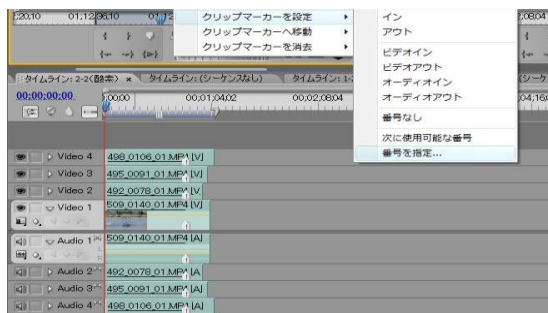 クリップマーカーを設定
クリップマーカーへ移動
クリップマーカーを消去
イン
アウト
ビデオイン
ビデオアウト
オーディオイン
オーディオアウト
番号なし
次に使用可能な番号
番号を指定...
タイムライン: 2-2(酸素) × タイムライン: (シーケンスなし) タイムライン: 1-
00:00:00:00 00;01;04;02 00;02;08;04
Video 4 498_0106_01.MP4 [V]
Video 3 495_0091_01.MP4 [V]
Video 2 492_0078_01.MP4 [V
Video 1 509_0140_01.MP4 [V]
Audio 1 509_0140_01.MP4 [A]
Audio 2 492_0078_01.MP4 [A
Audio 3 495_0091_01.MP4 [A]
Audio 4 498_0106_01.MP4 [A]